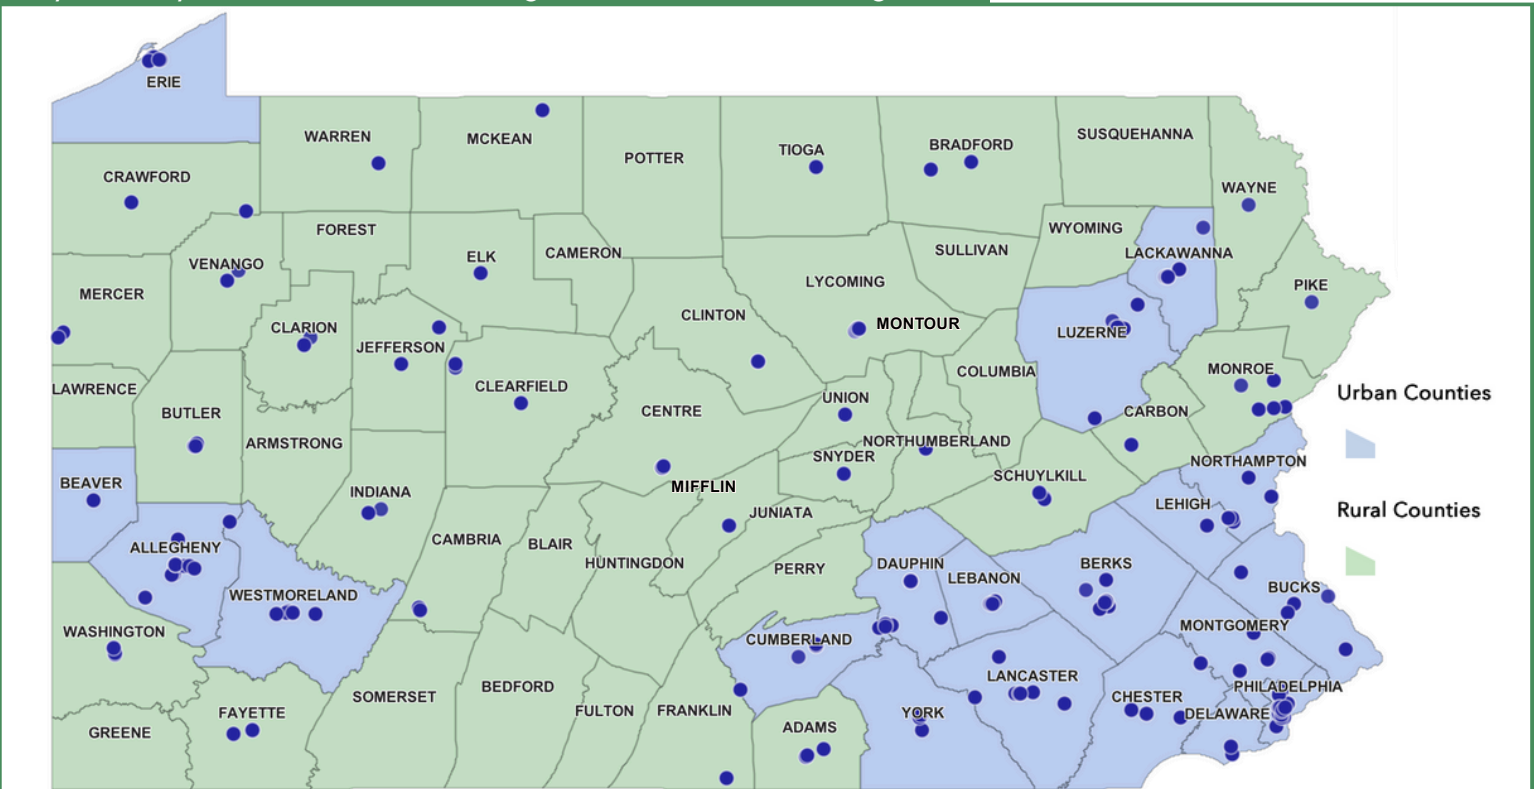 ERIE
WARREN
MCKEAN
POTTER
TIOGA
BRADFORD
SUSQUEHANNA
CRAWFORD
WAYNE
FOREST
WYOMING
VENANGO
ELK
CAMERON
SULLIVAN
LACKAWANNA
MERCER
LYCOMING
PIKE
CLARION
CLINTON
MONTOUR
LUZERNE
JEFFERSON
LAWRENCE
CLEARFIELD
COLUMBIA
MONROE
Urban Counties
BUTLER
CENTRE
UNION
CARBON
ARMSTRONG
NORTHUMBERLAND
SNYDER
NORTHAMPTON
BEAVER
INDIANA
MIFFLIN
SCHUYLKILL
LEHIGH
Rural Counties
JUNIATA
ALLEGHENY
CAMBRIA
BLAIR
HUNTINGDON
PERRY
DAUPHIN
LEBANON
BERKS
BUCKS
WESTMORELAND
WASHINGTON
CUMBERLAND
MONTGOMERY
LANCASTER
SOMERSET
BEDFORD
CHESTER
PHILADELPHIA
GREENE
FAYETTE
FULTON
FRANKLIN
ADAMS
YORK
DELAWARE